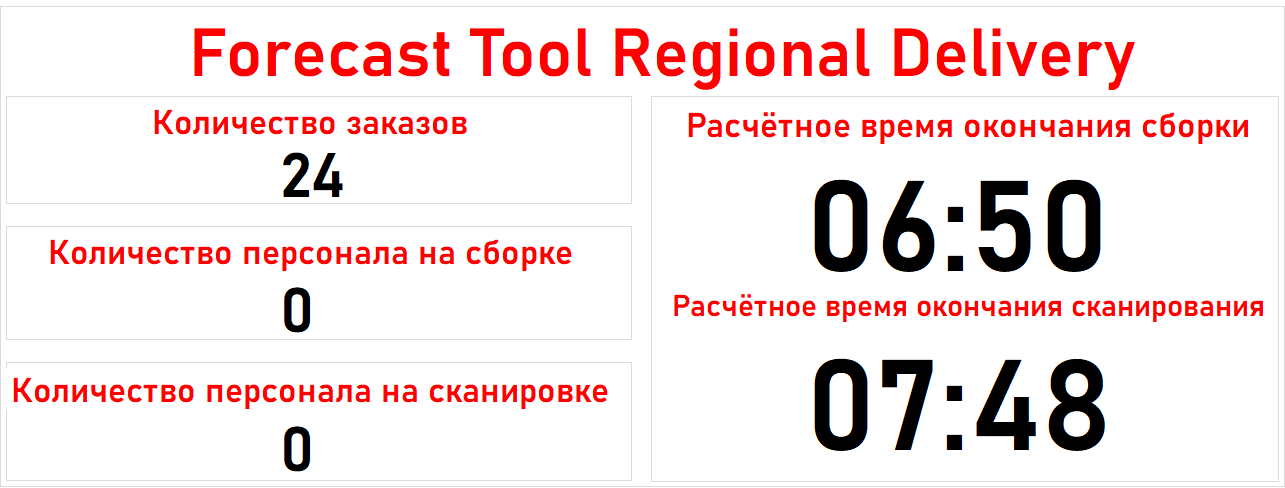 Forecast Tool Regional Delivery
Количество заказов
24
Количество персонала на сборке
0
Количество персонала на сканировке
0
Расчётное время окончания сборки
06:50
Расчётное время окончания сканирования
07:48